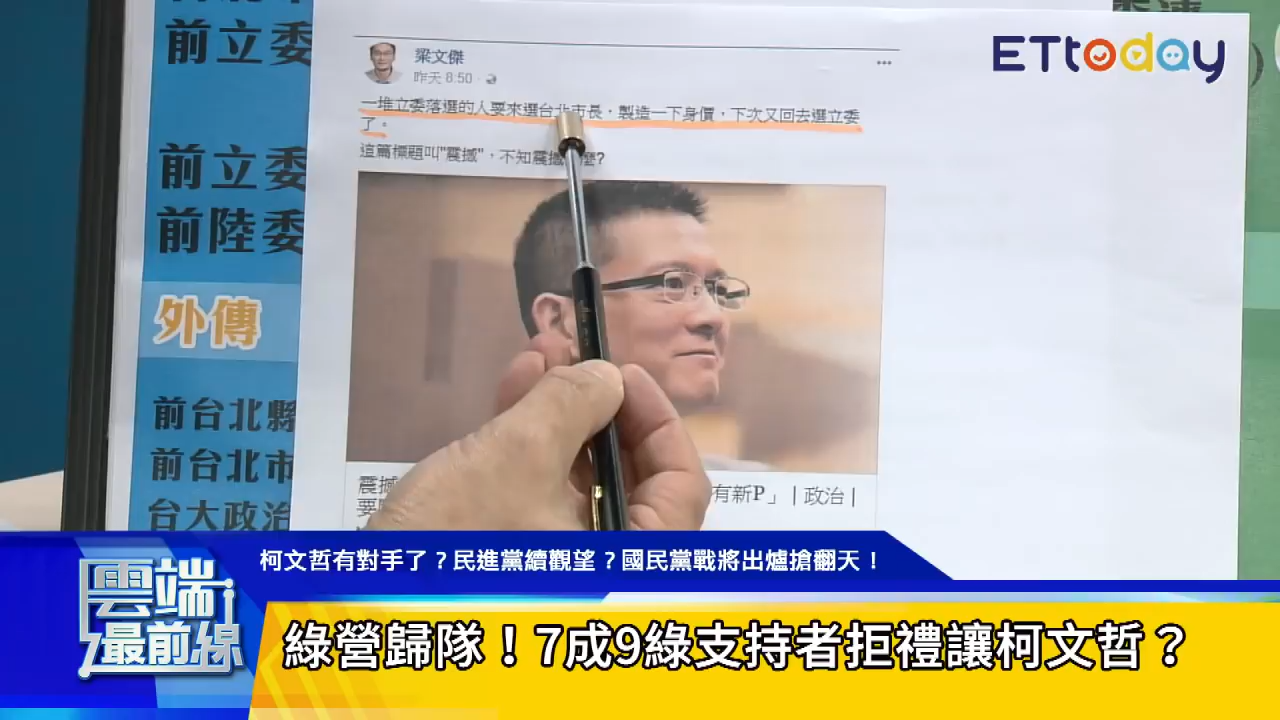 前立委
ETtoday
梁文傑
昨天 8:50
一堆立委落選的人要來選台北市長，製造一下身價，下次又回去選立委
了。
這篇標題叫"震撼"，不知震撼 麼?
前立委
前陸委
外傳
前台北縣
前台北市
台大政治
震
有新P」｜政治｜
要
柯文哲有對手了？民進黨續觀望？國民黨戰將出爐搶翻天！
雲端最前線
綠營歸隊！7成9綠支持者拒禮讓柯文哲？